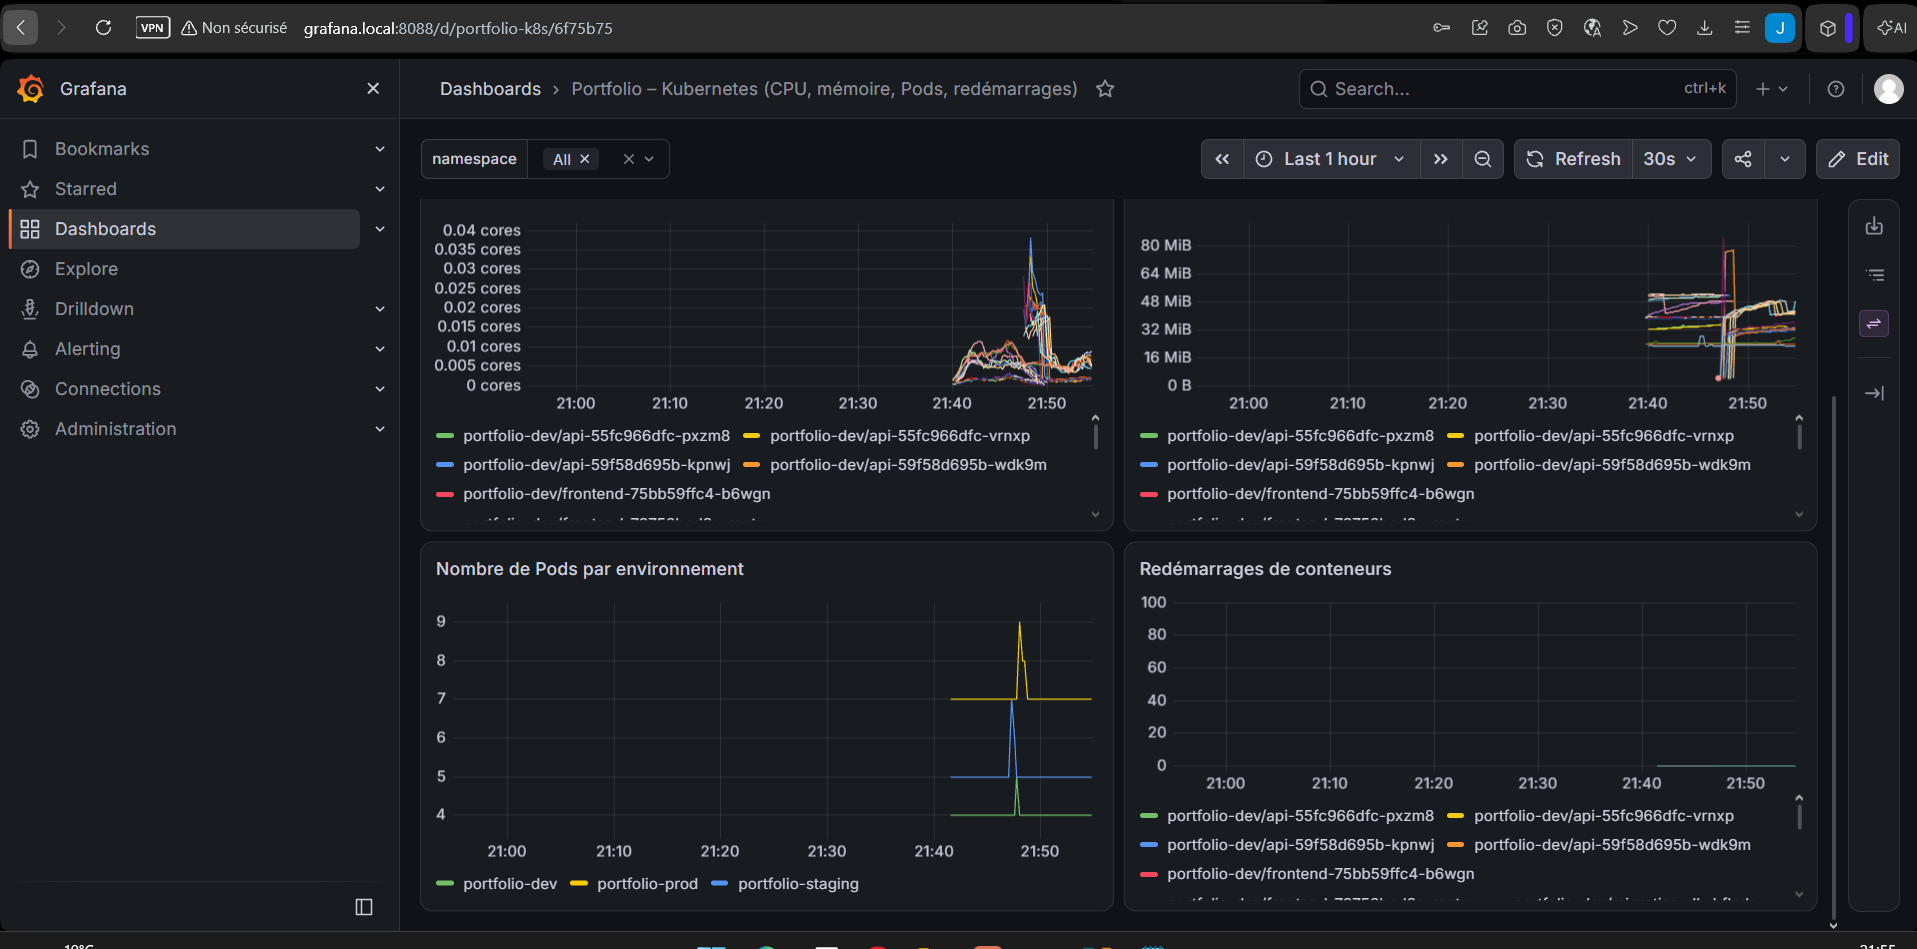 VPN Non sécurisé grafana.local:8088/d/portfolio-k8s/6f75b75 J AI
Grafana
Dashboards › Portfolio – Kubernetes (CPU, mémoire, Pods, redémarrages)
Search... ctrl+k
Bookmarks
Starred
Dashboards
Explore
Drilldown
Alerting
Connections
Administration
namespace All
Last 1 hour
Refresh 30s
Edit
0.04 cores
0.035 cores
0.03 cores
0.025 cores
0.02 cores
0.015 cores
0.01 cores
0.005 cores
0 cores
21:00 21:10 21:20 21:30 21:40 21:50
portfolio-dev/api-55fc966dfc-pxzm8 portfolio-dev/api-55fc966dfc-vrnxp
portfolio-dev/api-59f58d695b-kpnwj portfolio-dev/api-59f58d695b-wdk9m
portfolio-dev/frontend-75bb59ffc4-b6wgn
80 MiB
64 MiB
48 MiB
32 MiB
16 MiB
0 B
21:00 21:10 21:20 21:30 21:40 21:50
portfolio-dev/api-55fc966dfc-pxzm8 portfolio-dev/api-55fc966dfc-vrnxp
portfolio-dev/api-59f58d695b-kpnwj portfolio-dev/api-59f58d695b-wdk9m
portfolio-dev/frontend-75bb59ffc4-b6wgn
Nombre de Pods par environnement
9
8
7
6
5
4
21:00 21:10 21:20 21:30 21:40 21:50
portfolio-dev portfolio-prod portfolio-staging
Redémarrages de conteneurs
100
80
60
40
20
0
21:00 21:10 21:20 21:30 21:40 21:50
portfolio-dev/api-55fc966dfc-pxzm8 portfolio-dev/api-55fc966dfc-vrnxp
portfolio-dev/api-59f58d695b-kpnwj portfolio-dev/api-59f58d695b-wdk9m
portfolio-dev/frontend-75bb59ffc4-b6wgn